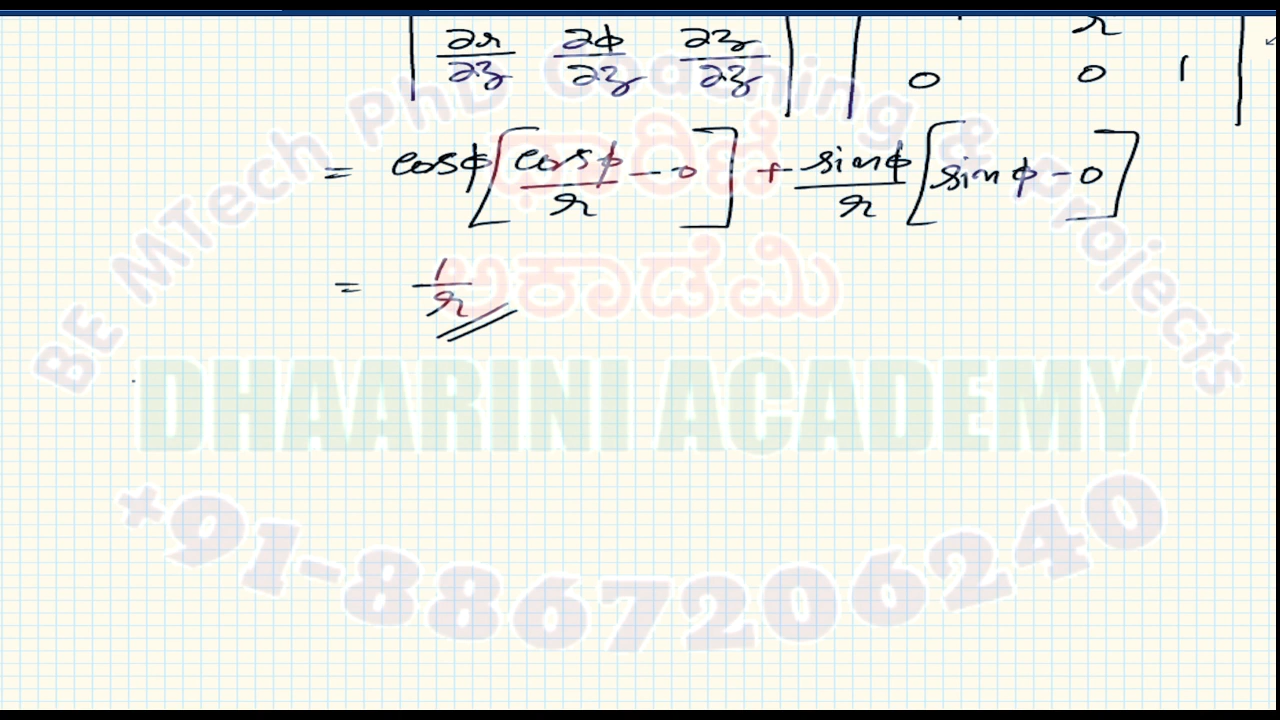 ∂r/∂z ∂φ/∂z ∂z/∂z r
0 0 1
= cosφ[cosφ/r - 0] + sinφ/r [sinφ - 0]
= 1/r
BE MTech PhD Coaching & Projects
ಧಾರಿಣಿ
ಅಕಾಡೆಮಿ
DHAARINI ACADEMY
+91-8867206240